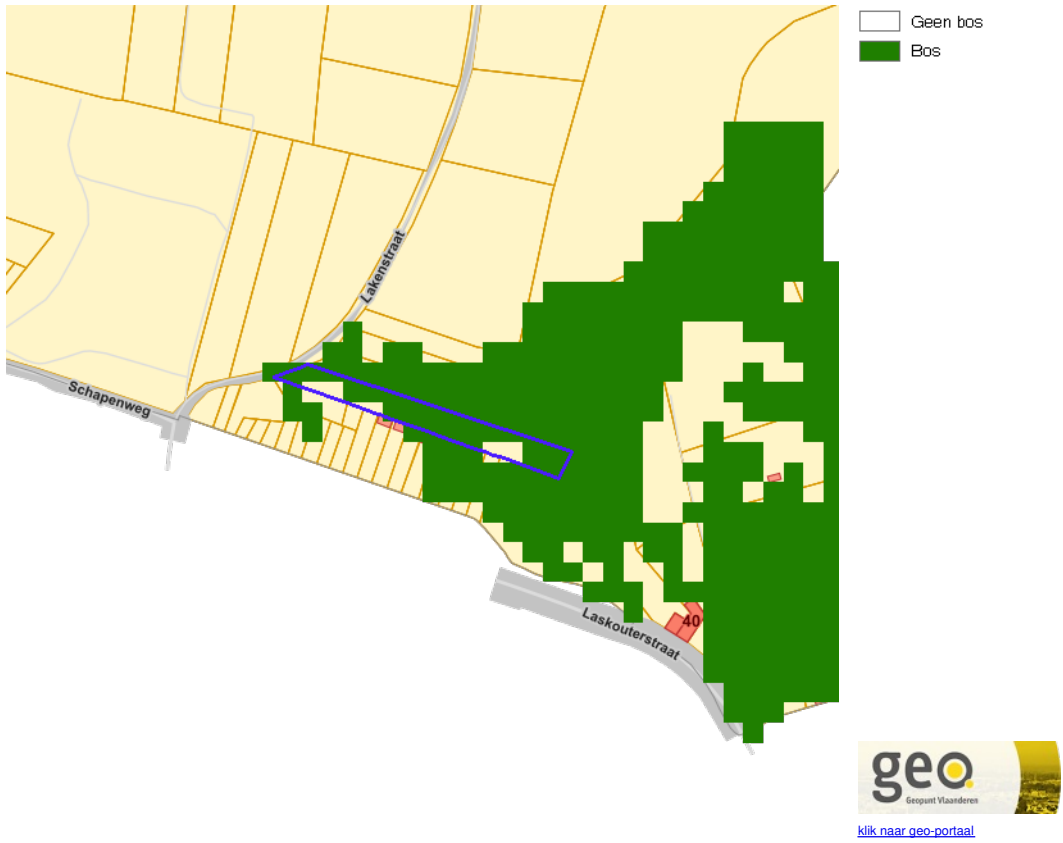 Geen bos
Bos
Lakenstraat
Schapenweg
Laskouterstraat
40
geo.
Geopunt Vlaanderen
klik naar geo-portaal